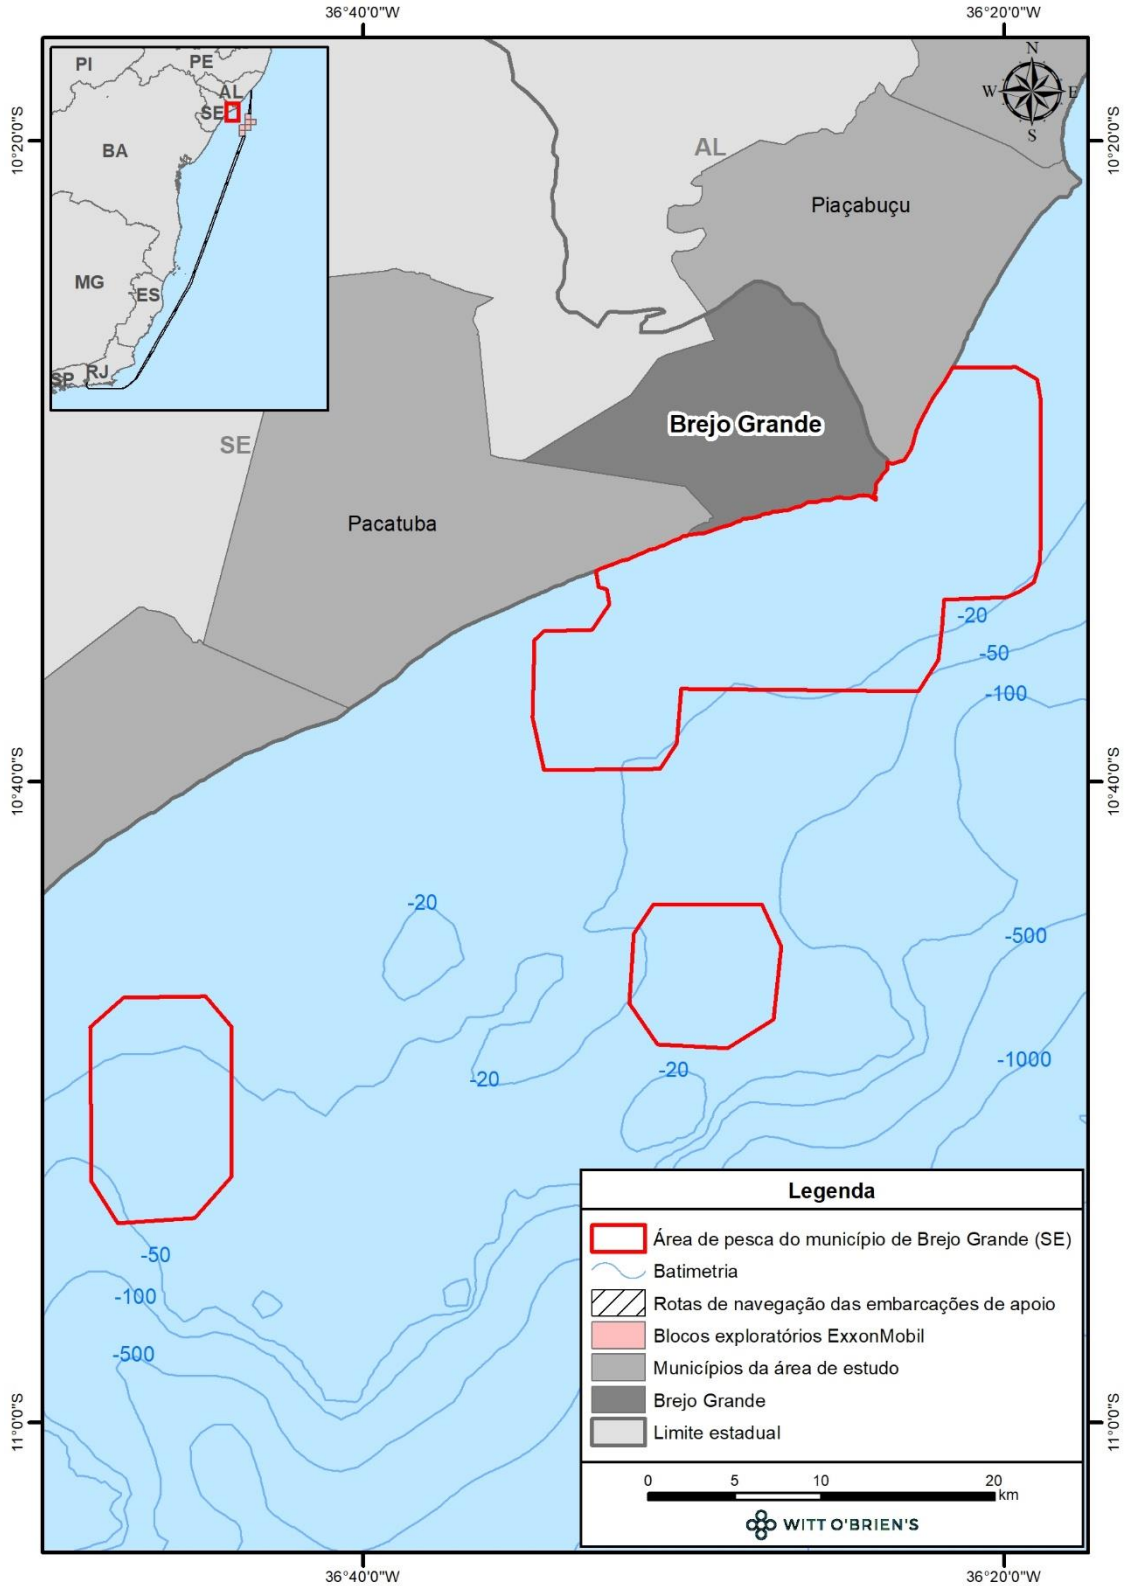 36°40'0"W
36°20'0"W
PI
PE
AL
SE
BA
MG
ES
SP
RJ
N
W
E
S
10°20'0"S
10°20'0"S
AL
Piaçabuçu
Brejo Grande
SE
Pacatuba
-20
-50
-100
10°40'0"S
10°40'0"S
-20
-500
-1000
-20
-20
-50
-100
-500
11°0'0"S
11°0'0"S
Legenda
Área de pesca do município de Brejo Grande (SE)
Batimetria
Rotas de navegação das embarcações de apoio
Blocos exploratórios ExxonMobil
Municípios da área de estudo
Brejo Grande
Limite estadual
0 5 10 20
km
WITT O'BRIEN'S
36°40'0"W
36°20'0"W